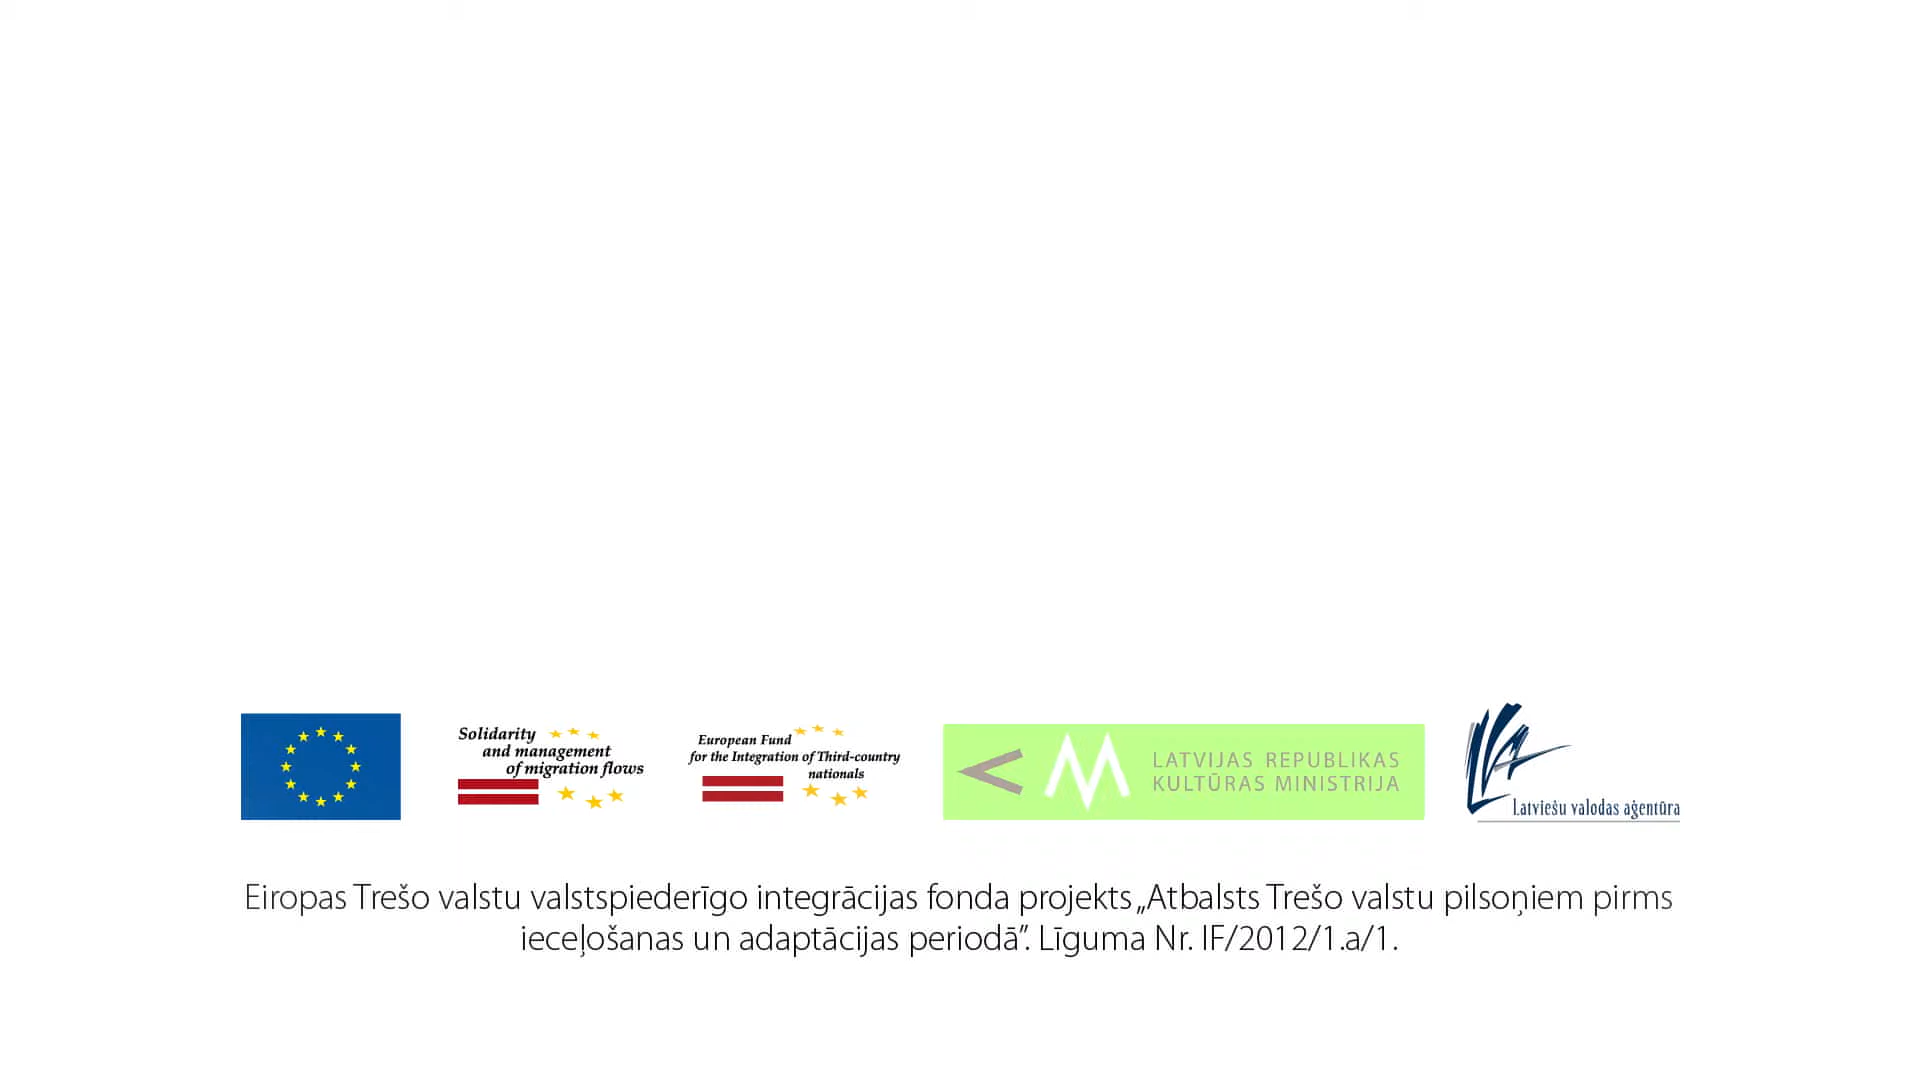 Solidarity
and management
of migration flows
European Fund
for the Integration of Third-country
nationals
LATVIJAS REPUBLIKAS
KULTŪRAS MINISTRIJA
LVA
Latviešu valodas aģentūra
Eiropas Trešo valstu valstspiederīgo integrācijas fonda projekts „Atbalsts Trešo valstu pilsoņiem pirms
ieceļošanas un adaptācijas periodā”. Līguma Nr. IF/2012/1.a/1.